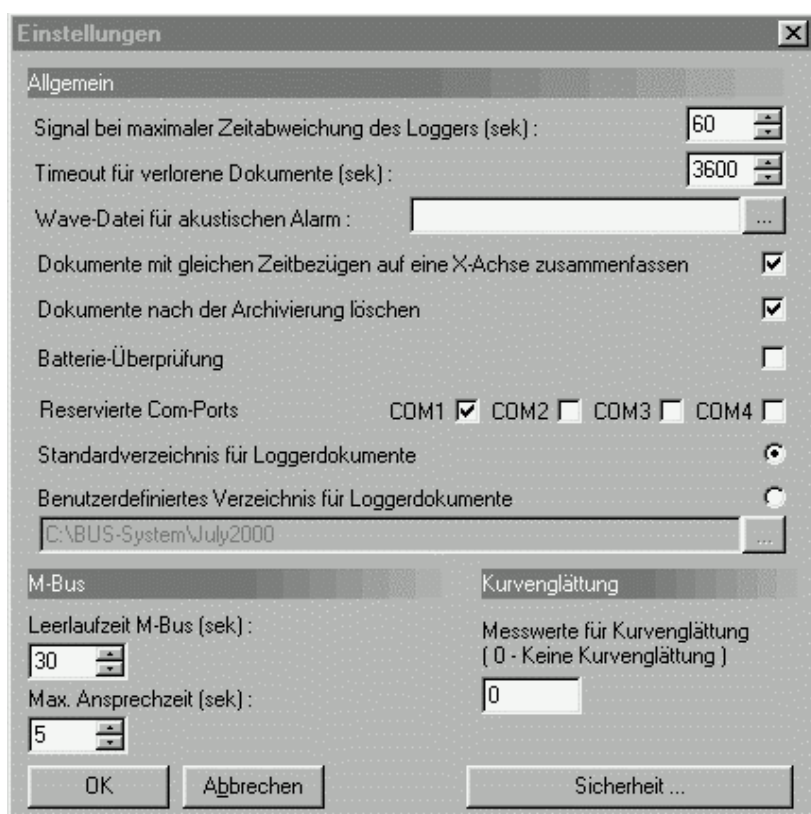 Einstellungen
Allgemein
Signal bei maximaler Zeitabweichung des Loggers (sek) : 60
Timeout für verlorene Dokumente (sek) : 3600
Wave-Datei für akustischen Alarm : ...
Dokumente mit gleichen Zeitbezügen auf eine X-Achse zusammenfassen
Dokumente nach der Archivierung löschen
Batterie-Überprüfung
Reservierte Com-Ports COM1 COM2 COM3 COM4
Standardverzeichnis für Loggerdokumente
Benutzerdefiniertes Verzeichnis für Loggerdokumente
C:\BUS-System\July2000 ...
M-Bus
Leerlaufzeit M-Bus (sek) :
30
Max. Ansprechzeit (sek) :
5
Kurvenglättung
Messwerte für Kurvenglättung
( 0 - Keine Kurvenglättung )
0
OK Abbrechen Sicherheit ...